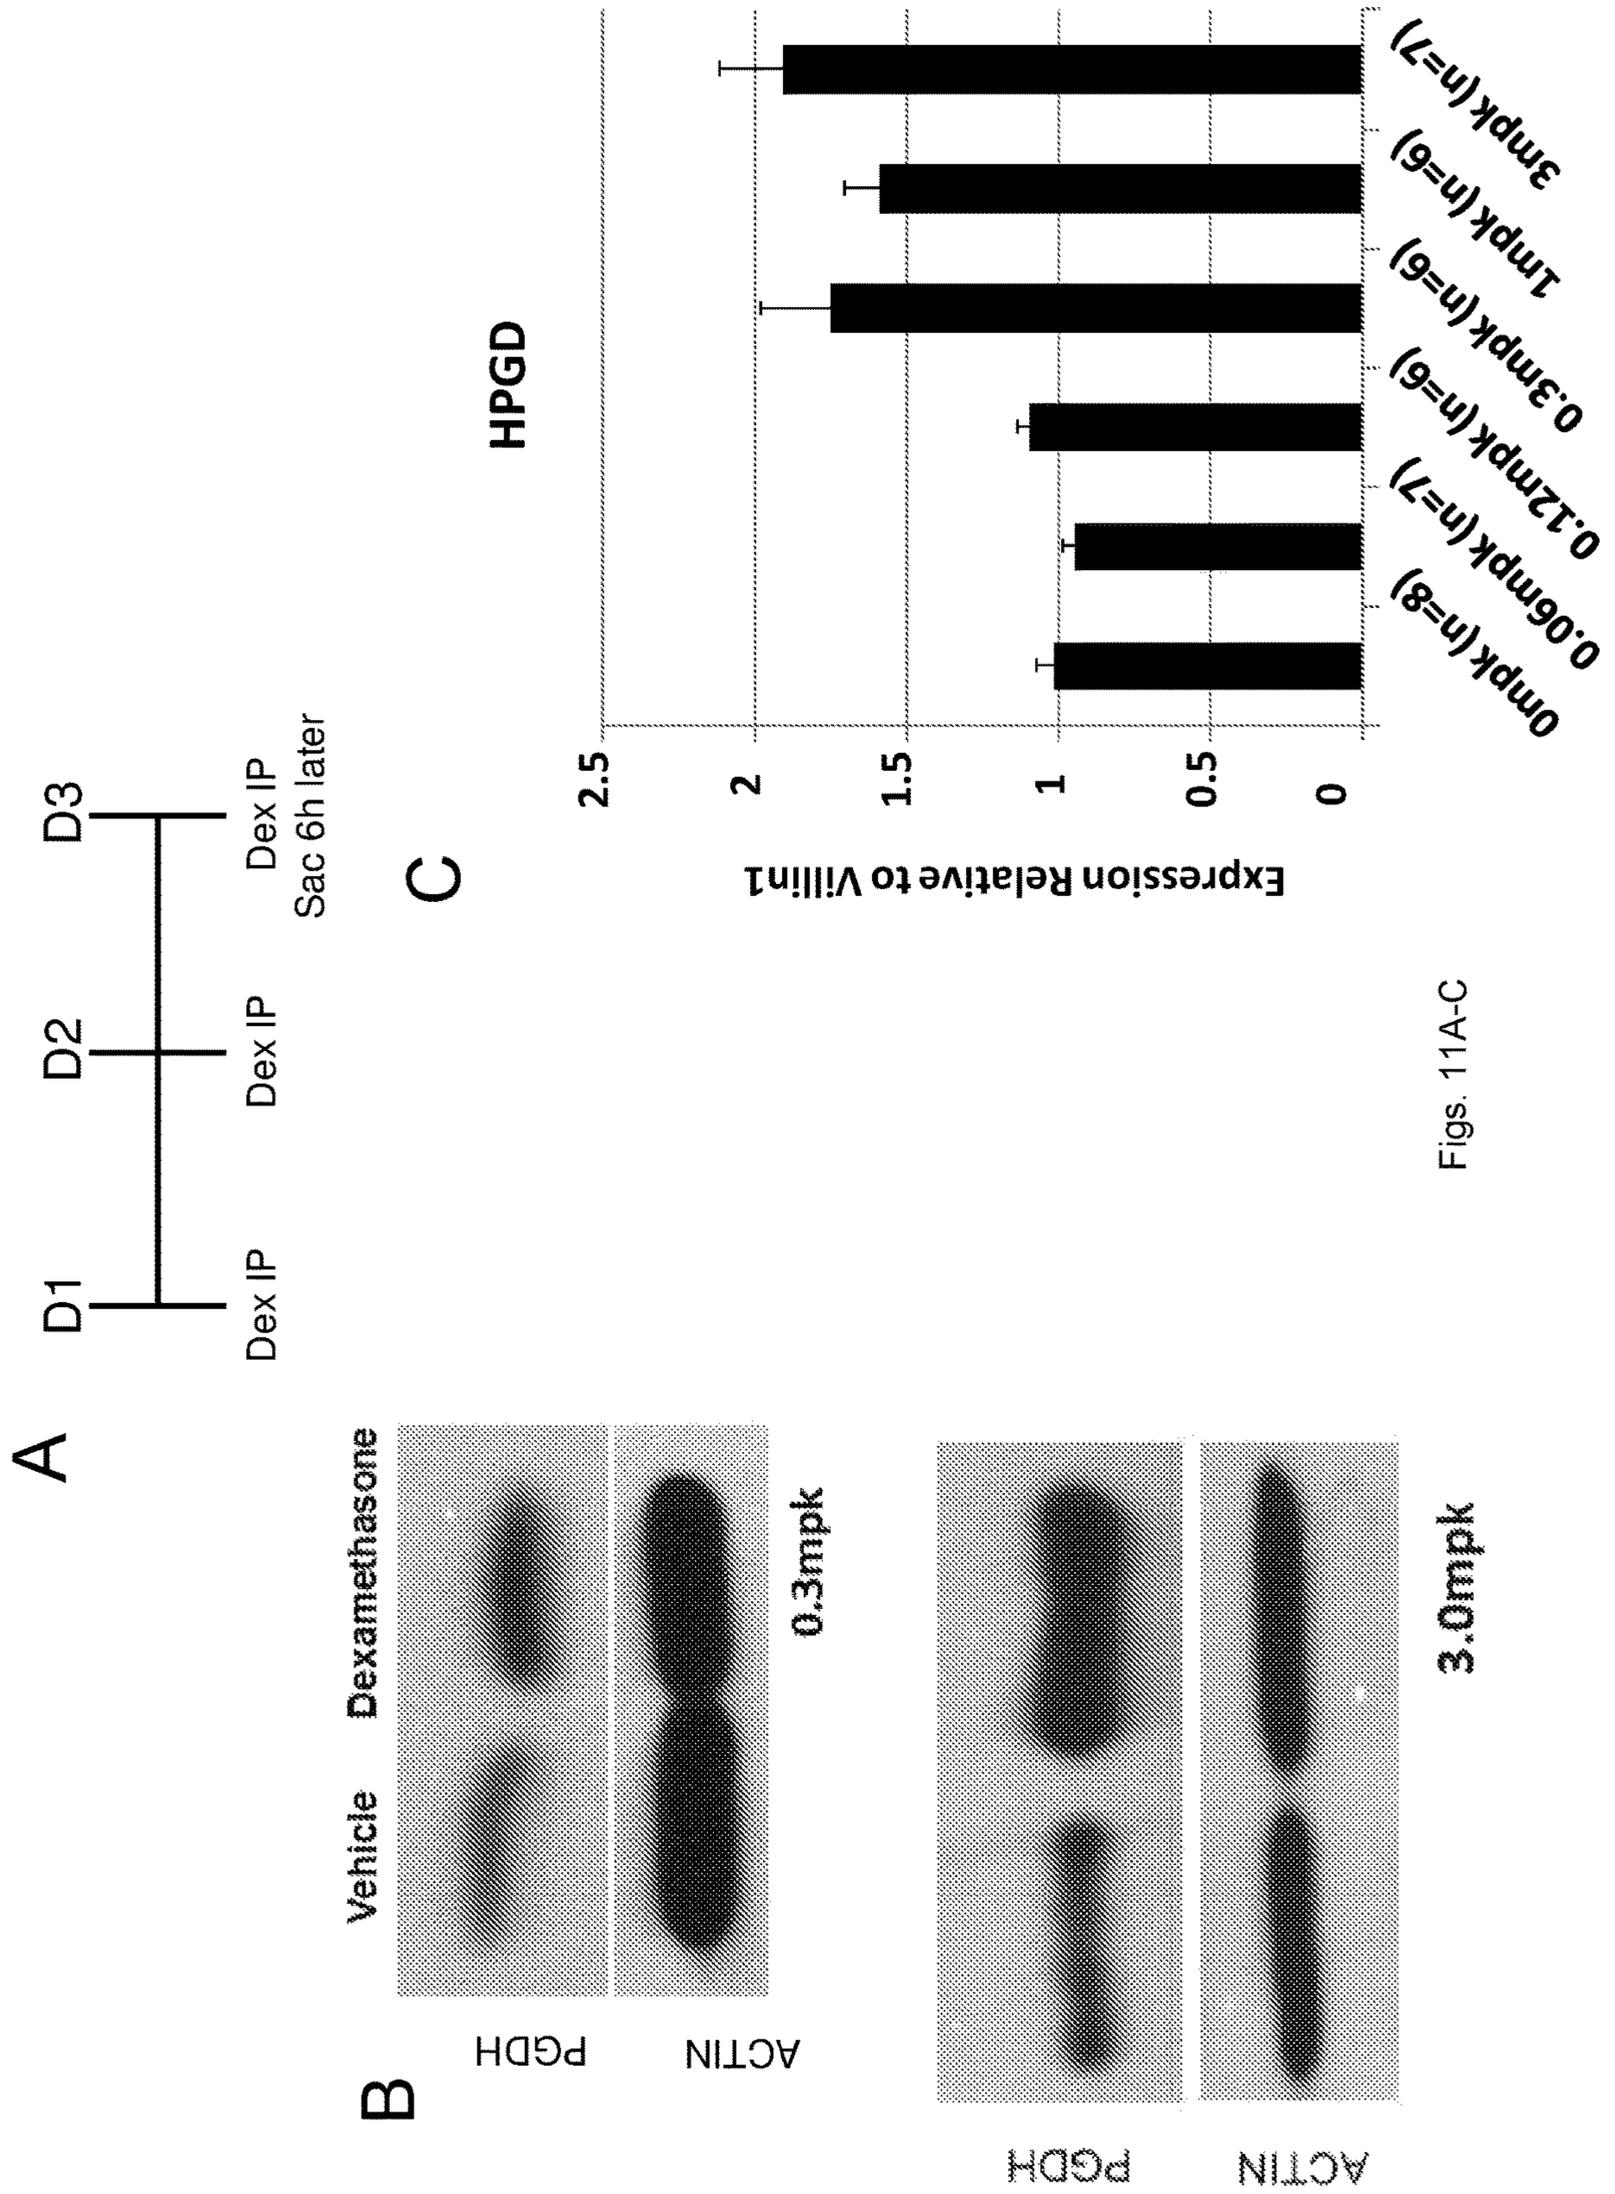 A
D1
D2
D3
Dex IP
Dex IP
Dex IP
Sac 6h later
B
Vehicle
Dexamethasone
PGDH
ACTIN
0.3mpk
PGDH
ACTIN
3.0mpk
C
HPGD
Expression Relative to Villin1
2.5
2
1.5
1
0.5
0
0mpk (n=8)
0.06mpk (n=7)
0.12mpk (n=6)
0.3mpk (n=6)
1mpk (n=6)
3mpk (n=7)
Figs. 11A-C